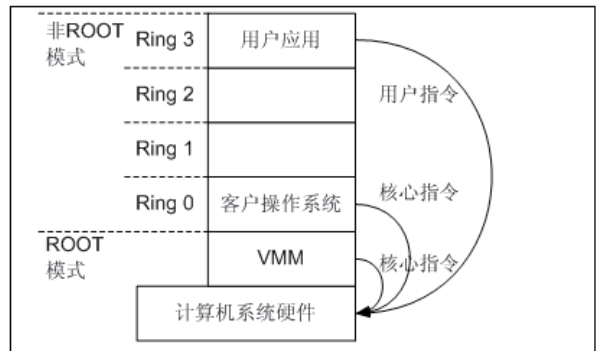 非ROOT
模式
Ring 3
用户应用
Ring 2
用户指令
Ring 1
Ring 0
客户操作系统
核心指令
ROOT
模式
VMM
核心指令
计算机系统硬件